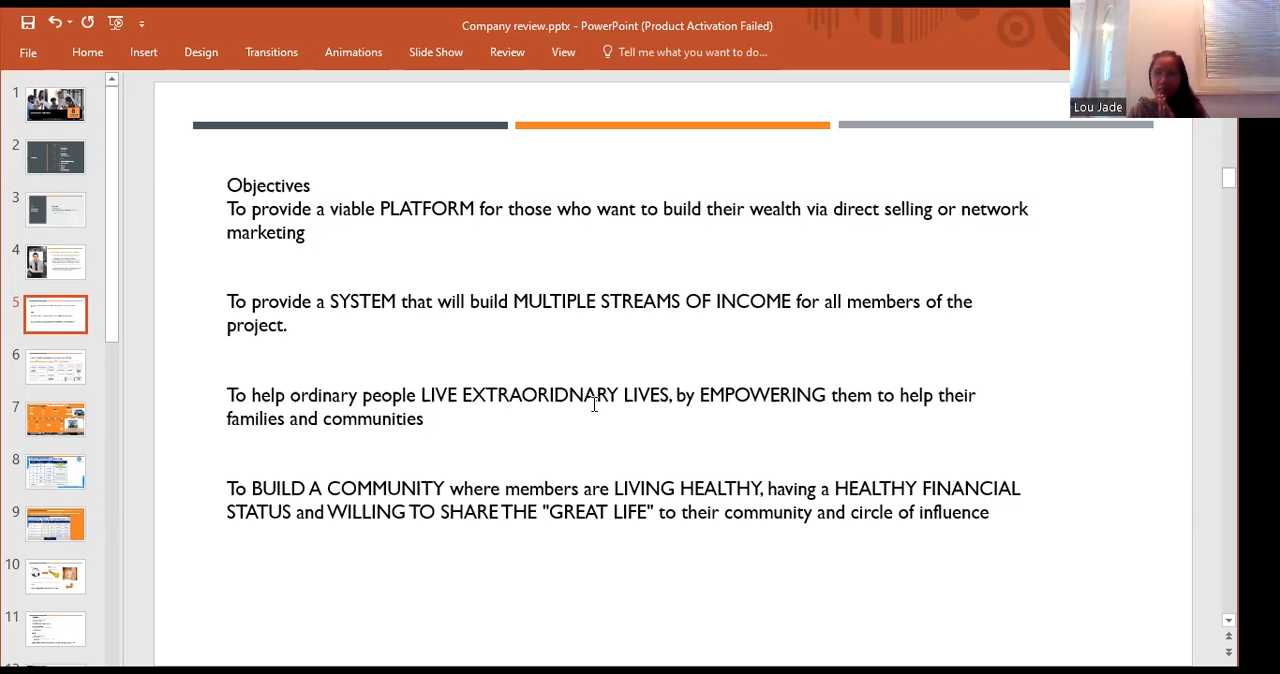 Company review.pptx - PowerPoint (Product Activation Failed)
File Home Insert Design Transitions Animations Slide Show Review View Tell me what you want to do...
Lou Jade
1
2
3
4
5
6
7
8
9
10
11
Objectives
To provide a viable PLATFORM for those who want to build their wealth via direct selling or network
marketing
To provide a SYSTEM that will build MULTIPLE STREAMS OF INCOME for all members of the
project.
To help ordinary people LIVE EXTRAORIDNARY LIVES, by EMPOWERING them to help their
families and communities
To BUILD A COMMUNITY where members are LIVING HEALTHY, having a HEALTHY FINANCIAL
STATUS and WILLING TO SHARE THE "GREAT LIFE" to their community and circle of influence